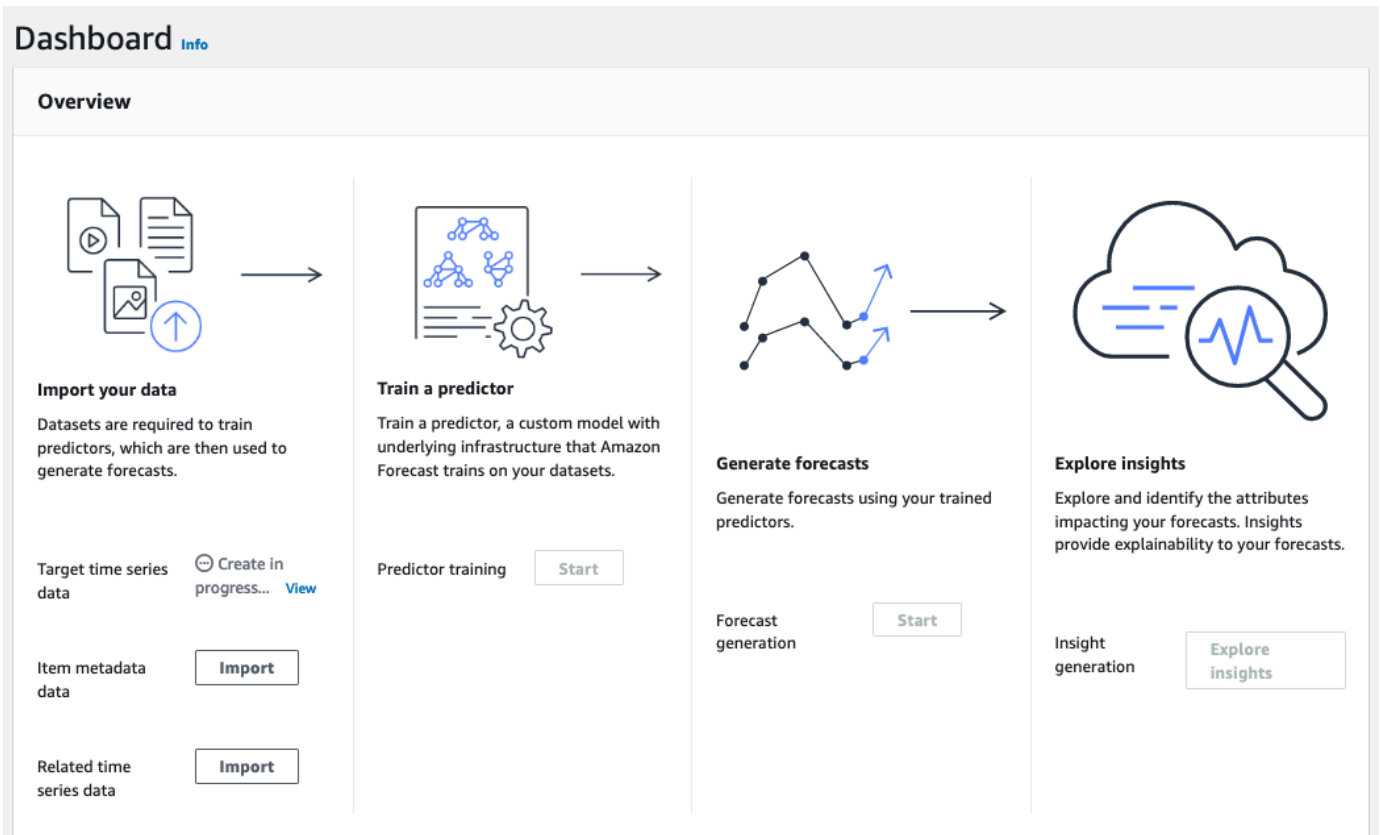 Dashboard Info
Overview
Import your data
Datasets are required to train
predictors, which are then used to
generate forecasts.
Target time series
data
Create in
progress... View
Item metadata
data
Import
Related time
series data
Import
Train a predictor
Train a predictor, a custom model with
underlying infrastructure that Amazon
Forecast trains on your datasets.
Predictor training
Start
Generate forecasts
Generate forecasts using your trained
predictors.
Forecast
generation
Start
Explore insights
Explore and identify the attributes
impacting your forecasts. Insights
provide explainability to your forecasts.
Insight
generation
Explore
insights